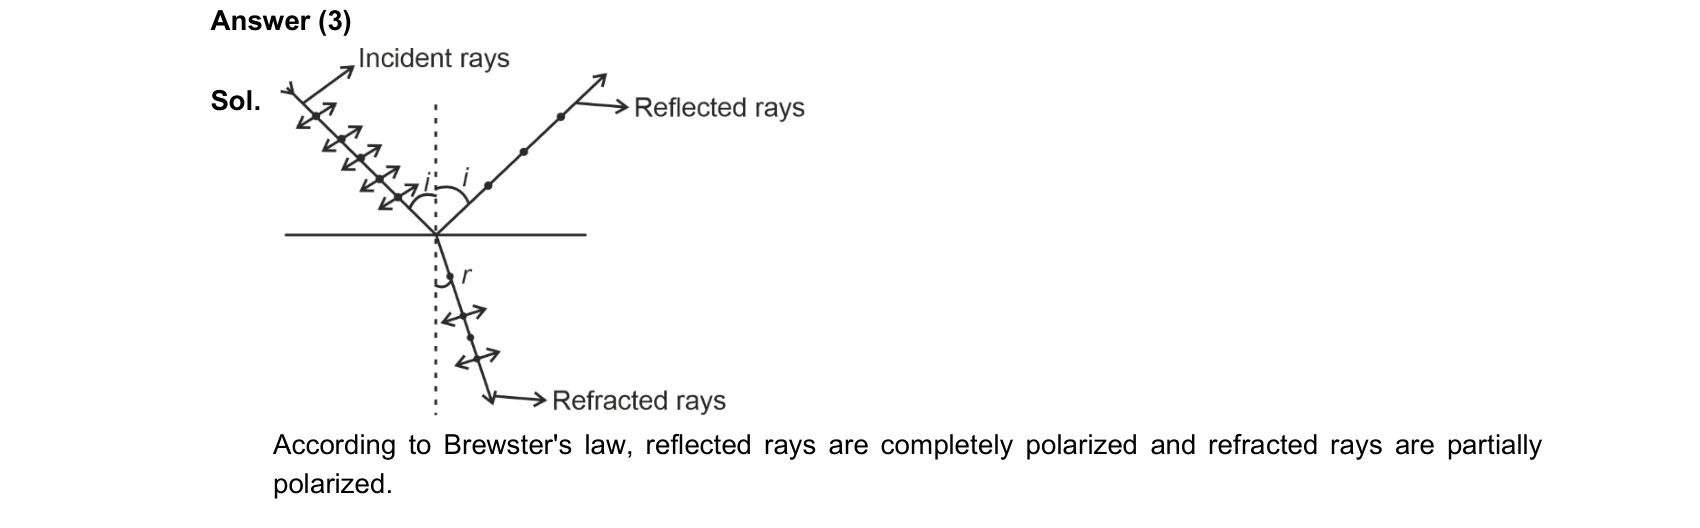 Answer (3)
Incident rays
Sol.
Reflected rays
i i
r
Refracted rays
According to Brewster's law, reflected rays are completely polarized and refracted rays are partially
polarized.